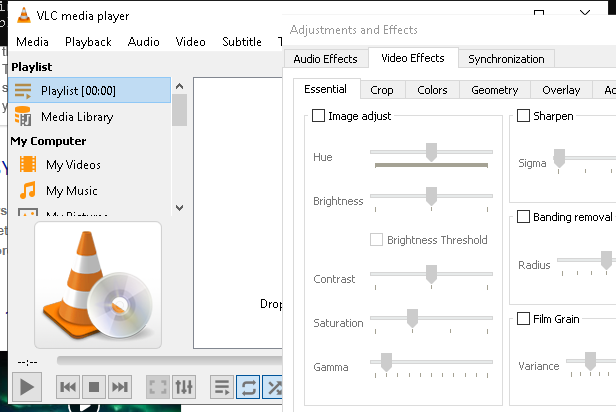 VLC media player
Media Playback Audio Video Subtitle T
Playlist
Playlist [00:00]
Media Library
My Computer
My Videos
My Music
My Pictures
Drop
--:--
Adjustments and Effects
Audio Effects Video Effects Synchronization
Essential Crop Colors Geometry Overlay
Image adjust
Hue
Brightness
Brightness Threshold
Contrast
Saturation
Gamma
Sharpen
Sigma
Banding removal
Radius
Film Grain
Variance